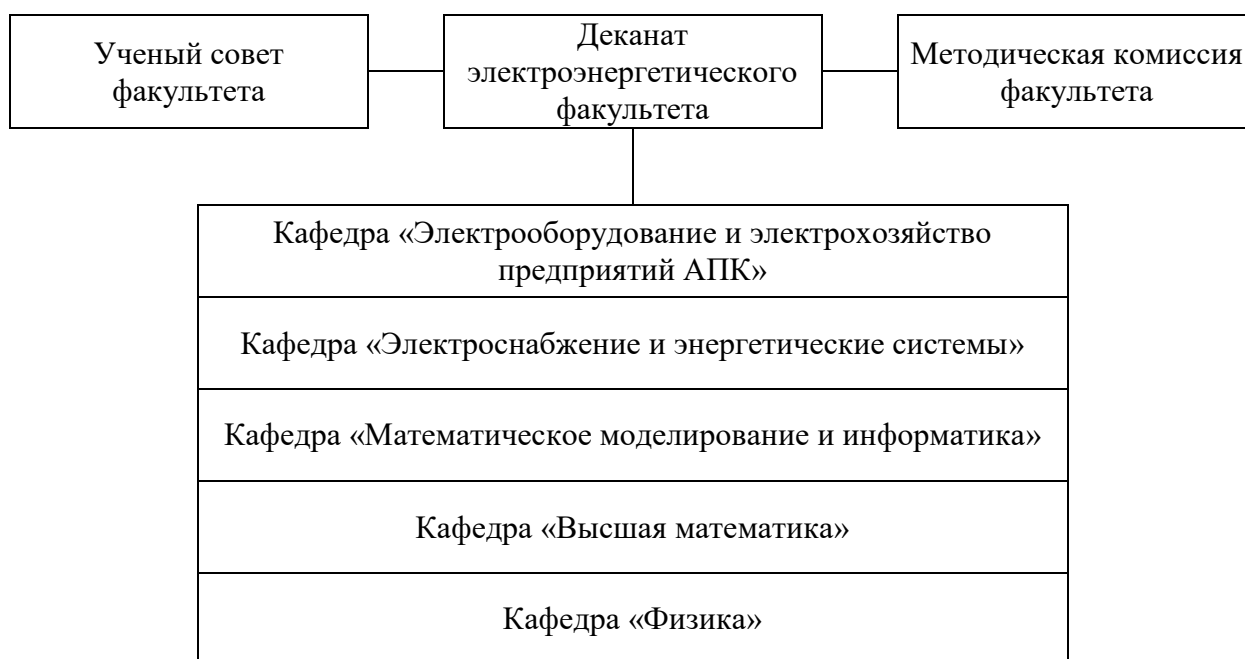 Ученый совет
факультета
Деканат
электроэнергетического
факультета
Методическая комиссия
факультета
Кафедра «Электрооборудование и электрохозяйство
предприятий АПК»
Кафедра «Электроснабжение и энергетические системы»
Кафедра «Математическое моделирование и информатика»
Кафедра «Высшая математика»
Кафедра «Физика»